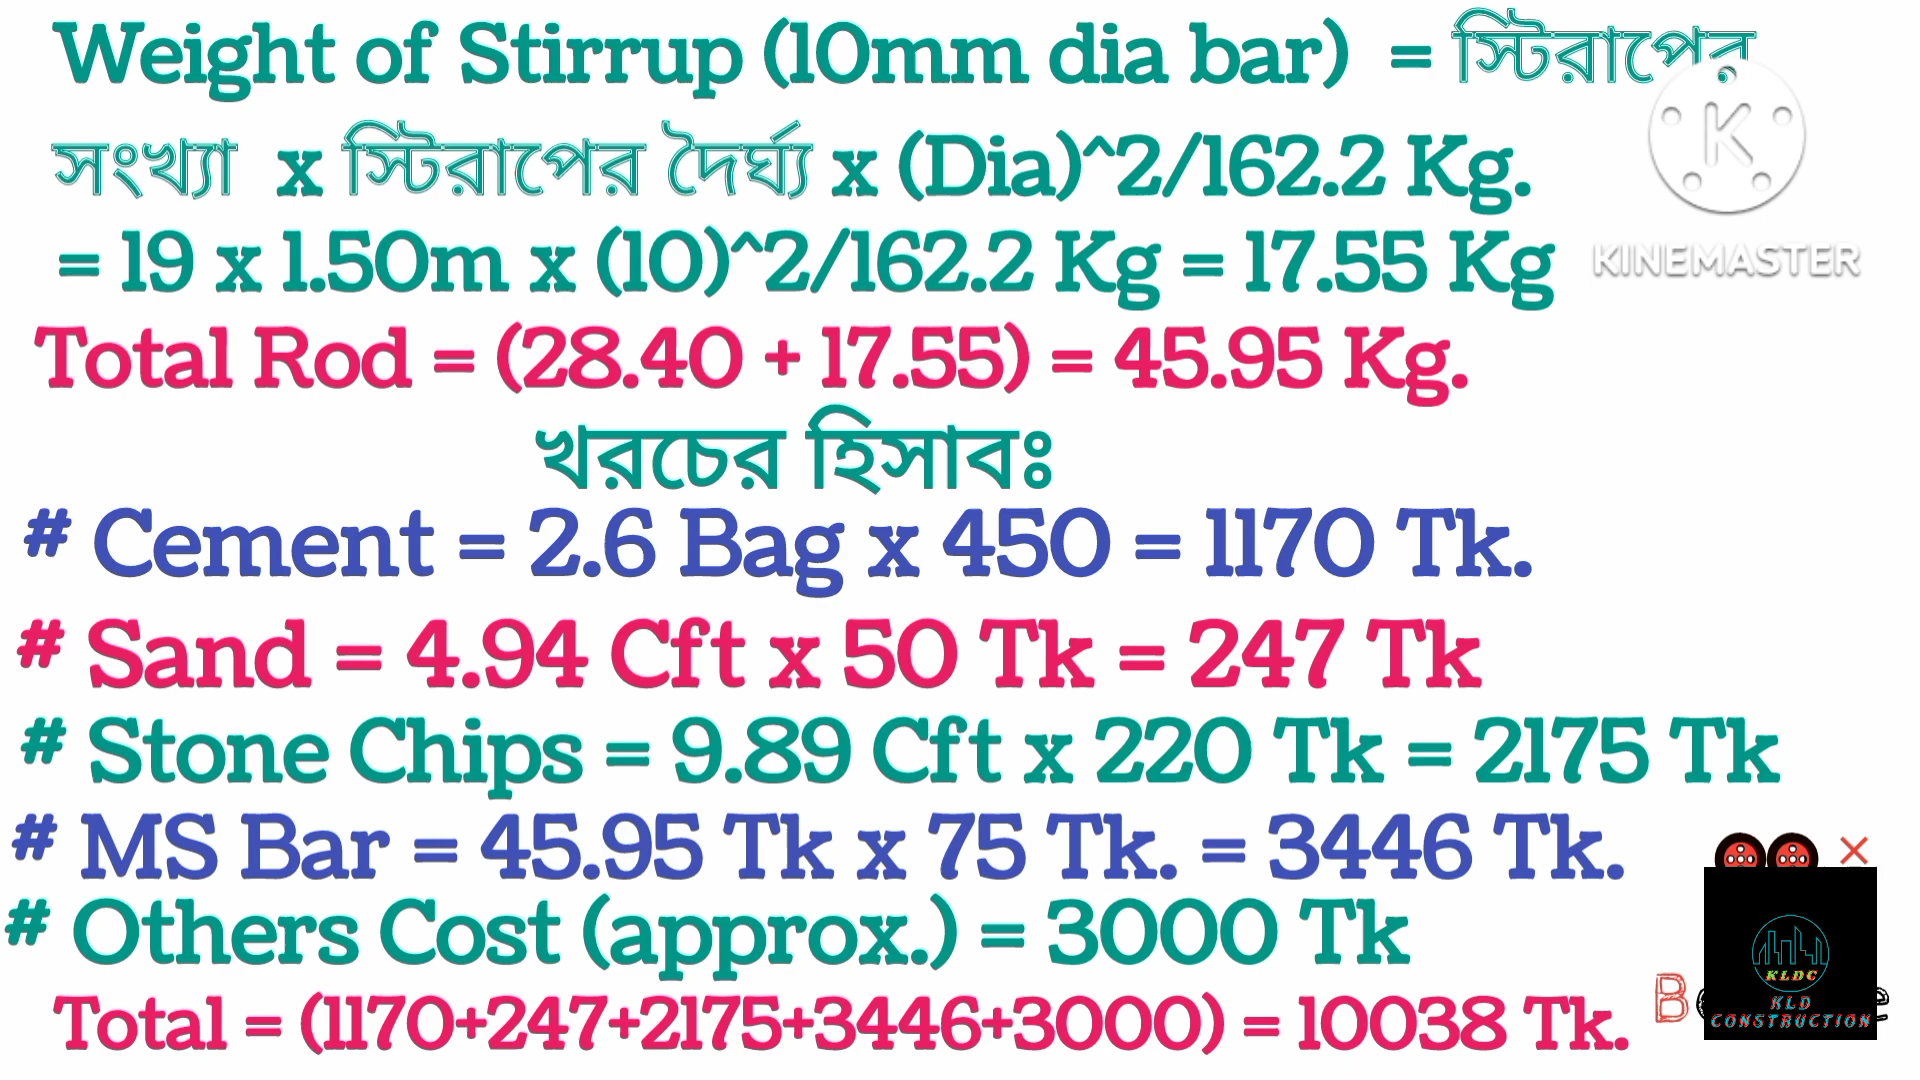 Weight of Stirrup (10mm dia bar) = স্টিরাপের
সংখ্যা x স্টিরাপের দৈর্ঘ্য x (Dia)^2/162.2 Kg.
= 19 x 1.50m x (10)^2/162.2 Kg = 17.55 Kg
KINEMASTER
Total Rod = (28.40 + 17.55) = 45.95 Kg.
খরচের হিসাবঃ
# Cement = 2.6 Bag x 450 = 1170 Tk.
# Sand = 4.94 Cft x 50 Tk = 247 Tk
# Stone Chips = 9.89 Cft x 220 Tk = 2175 Tk
# MS Bar = 45.95 Tk x 75 Tk. = 3446 Tk.
# Others Cost (approx.) = 3000 Tk
Total = (1170+247+2175+3446+3000) = 10038 Tk.
KLDC
KLD
CONSTRUCTION